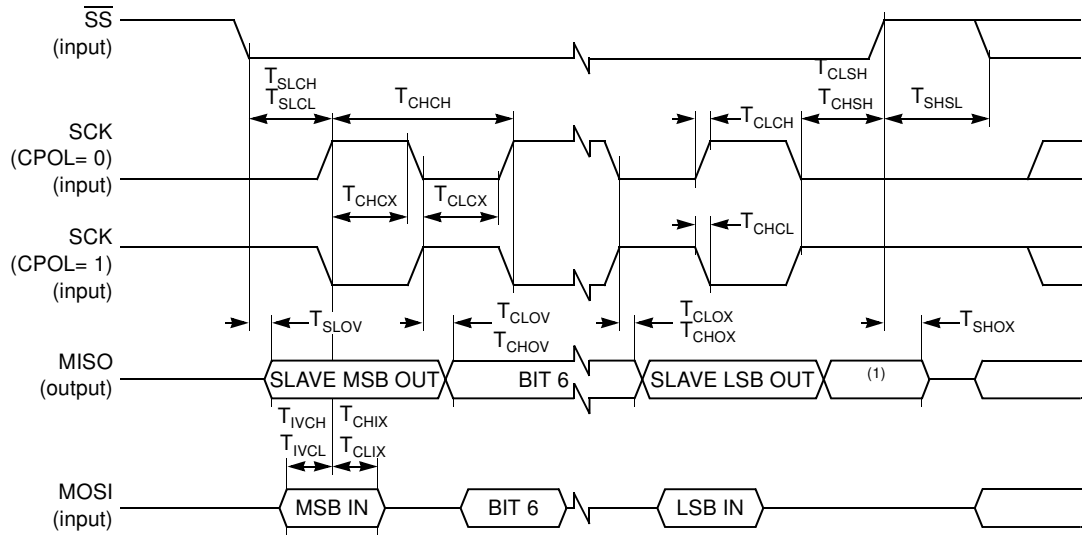 SS
(input)
TSLCH
TSLCL
TCHCH
TCLCH
TCLSH
TCHSH
TSHSL
SCK
(CPOL= 0)
(input)
TCHCX
TCLCX
TCHCL
SCK
(CPOL= 1)
(input)
TSLOV
TCLOV
TCHOV
TCLOX
TCHOX
TSHOX
MISO
(output)
SLAVE MSB OUT
BIT 6
SLAVE LSB OUT
(1)
TIVCH
TIVCL
TCHIX
TCLIX
MOSI
(input)
MSB IN
BIT 6
LSB IN